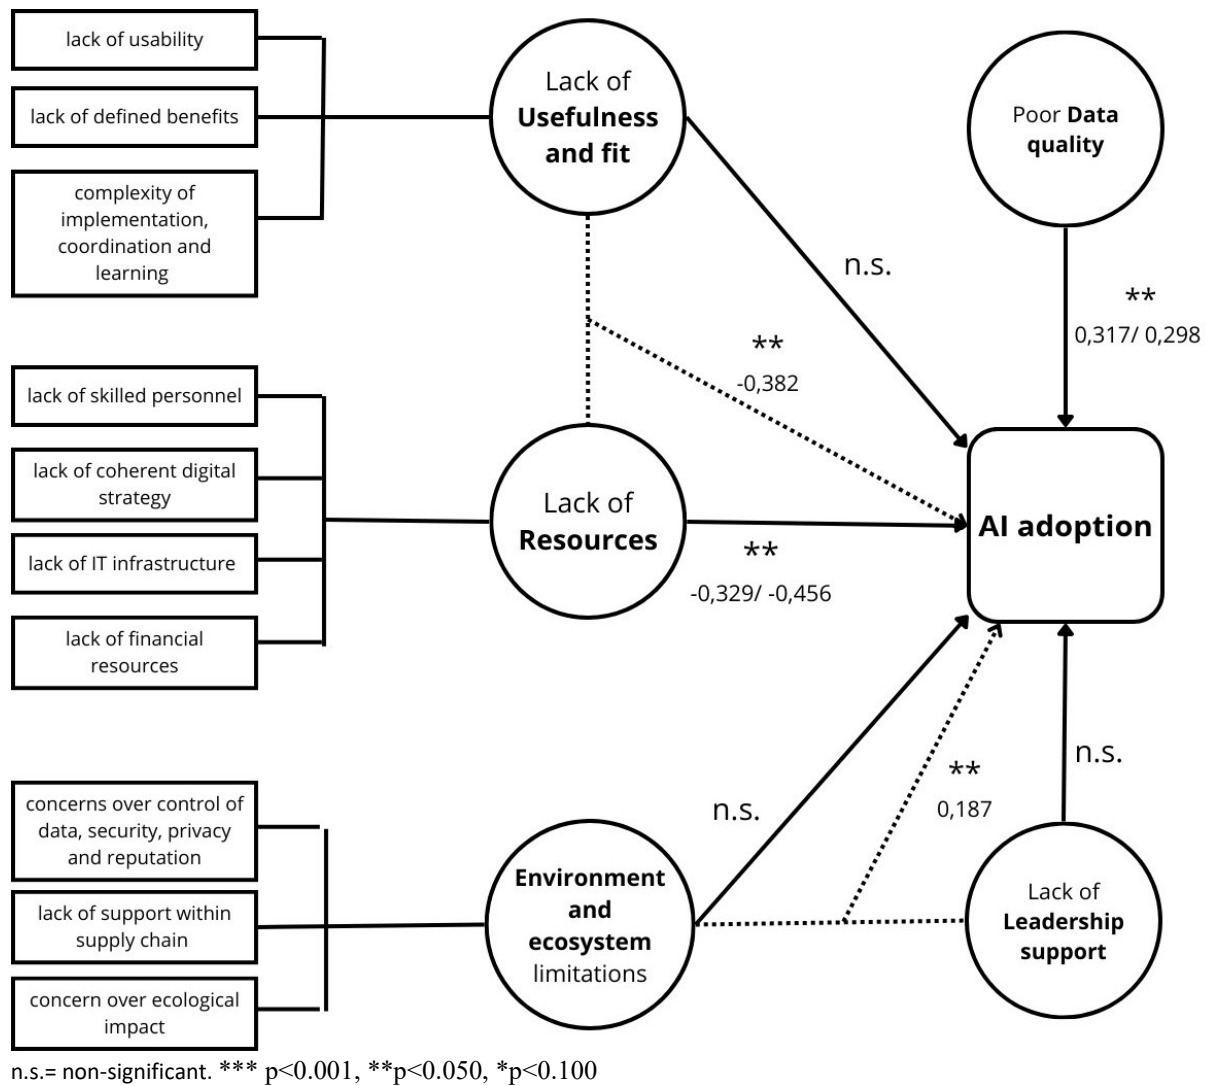 lack of usability
lack of defined benefits
complexity of
implementation,
coordination and
learning
Lack of
Usefulness
and fit
Poor Data
quality
n.s.
**
0,317/ 0,298
**
-0,382
lack of skilled personnel
lack of coherent digital
strategy
lack of IT infrastructure
lack of financial
resources
Lack of
Resources
**
-0,329/ -0,456
AI adoption
concerns over control of
data, security, privacy
and reputation
lack of support within
supply chain
concern over ecological
impact
Environment
and
ecosystem
limitations
n.s.
**
0,187
n.s.
Lack of
Leadership
support
n.s.= non-significant. *** p<0.001, **p<0.050, *p<0.100